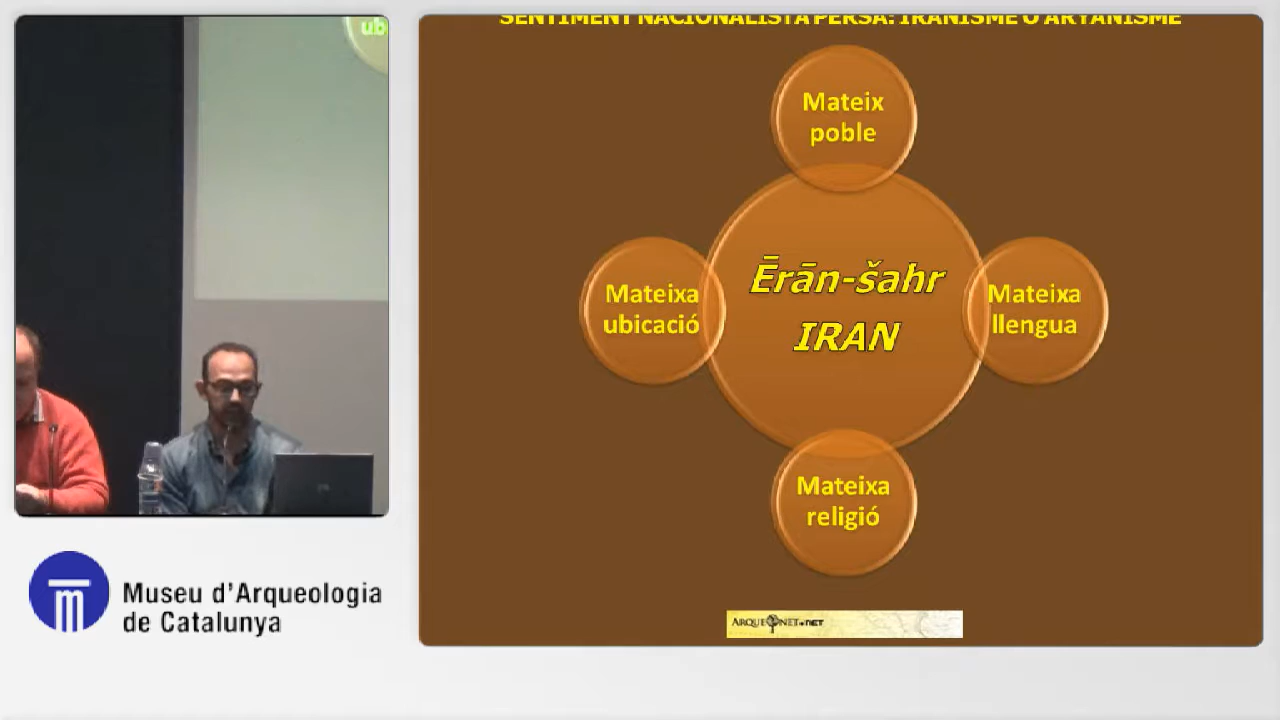 ub
SENTIMENT NACIONALISTA PERSA: IRANISME O ARYANISME
Mateix
poble
Mateixa
ubicació
Ērān-šahr
IRAN
Mateixa
llengua
Mateixa
religió
ARQUEONET.NET
Museu d'Arqueologia
de Catalunya